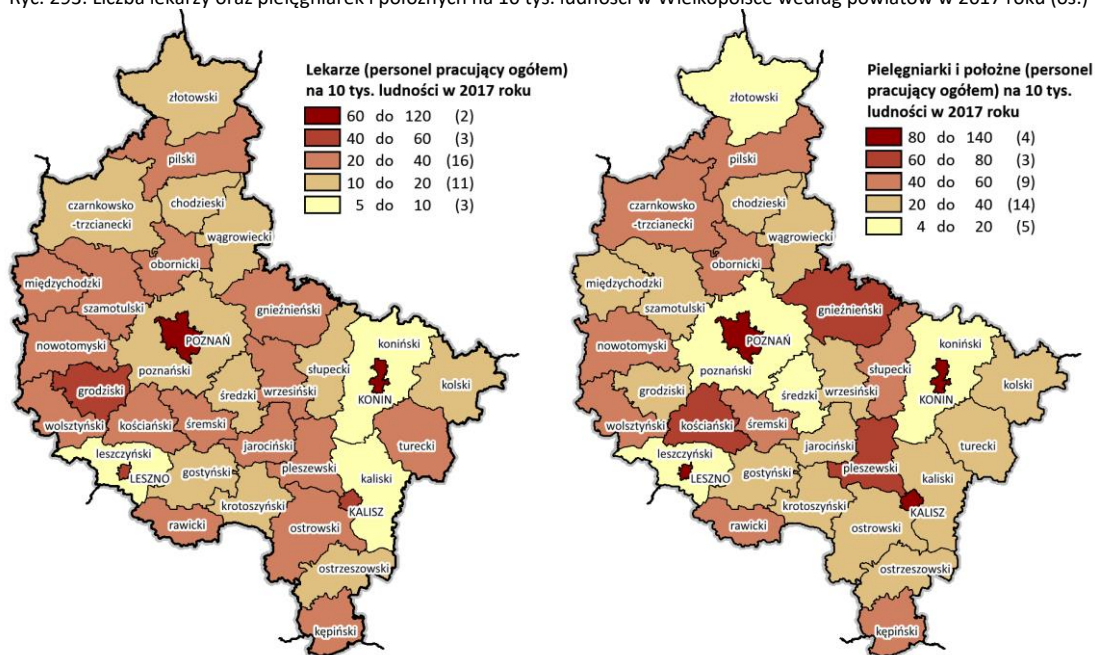 Ryc. 293. Liczba lekarzy oraz pielęgniarek i położnych na 10 tys. ludności w Wielkopolsce według powiatów w 2017 roku (os.)
Lekarze (personel pracujący ogółem)
na 10 tys. ludności w 2017 roku
60 do 120 (2)
40 do 60 (3)
20 do 40 (16)
10 do 20 (11)
5 do 10 (3)
złotowski
pilski
czarnkowsko
-trzcianecki
chodzieski
wągrowiecki
obornicki
międzychodzki
szamotulski
gnieźnieński
nowotomyski
POZNAŃ
poznański
koniński
słupecki
kolski
grodziski
średzki
wrzesiński
KONIN
wolsztyński
kościański
śremski
jarociński
turecki
leszczyński
LESZNO
gostyński
pleszewski
kaliski
krotoszyński
KALISZ
rawicki
ostrowski
ostrzeszowski
kępiński
Pielęgniarki i położne (personel
pracujący ogółem) na 10 tys.
ludności w 2017 roku
80 do 140 (4)
60 do 80 (3)
40 do 60 (9)
20 do 40 (14)
4 do 20 (5)
złotowski
pilski
czarnkowsko
-trzcianecki
chodzieski
wągrowiecki
obornicki
międzychodzki
szamotulski
gnieźnieński
nowotomyski
POZNAŃ
poznański
koniński
słupecki
kolski
grodziski
średzki
wrzesiński
KONIN
wolsztyński
kościański
śremski
jarociński
turecki
leszczyński
LESZNO
gostyński
pleszewski
kaliski
krotoszyński
KALISZ
rawicki
ostrowski
ostrzeszowski
kępiński